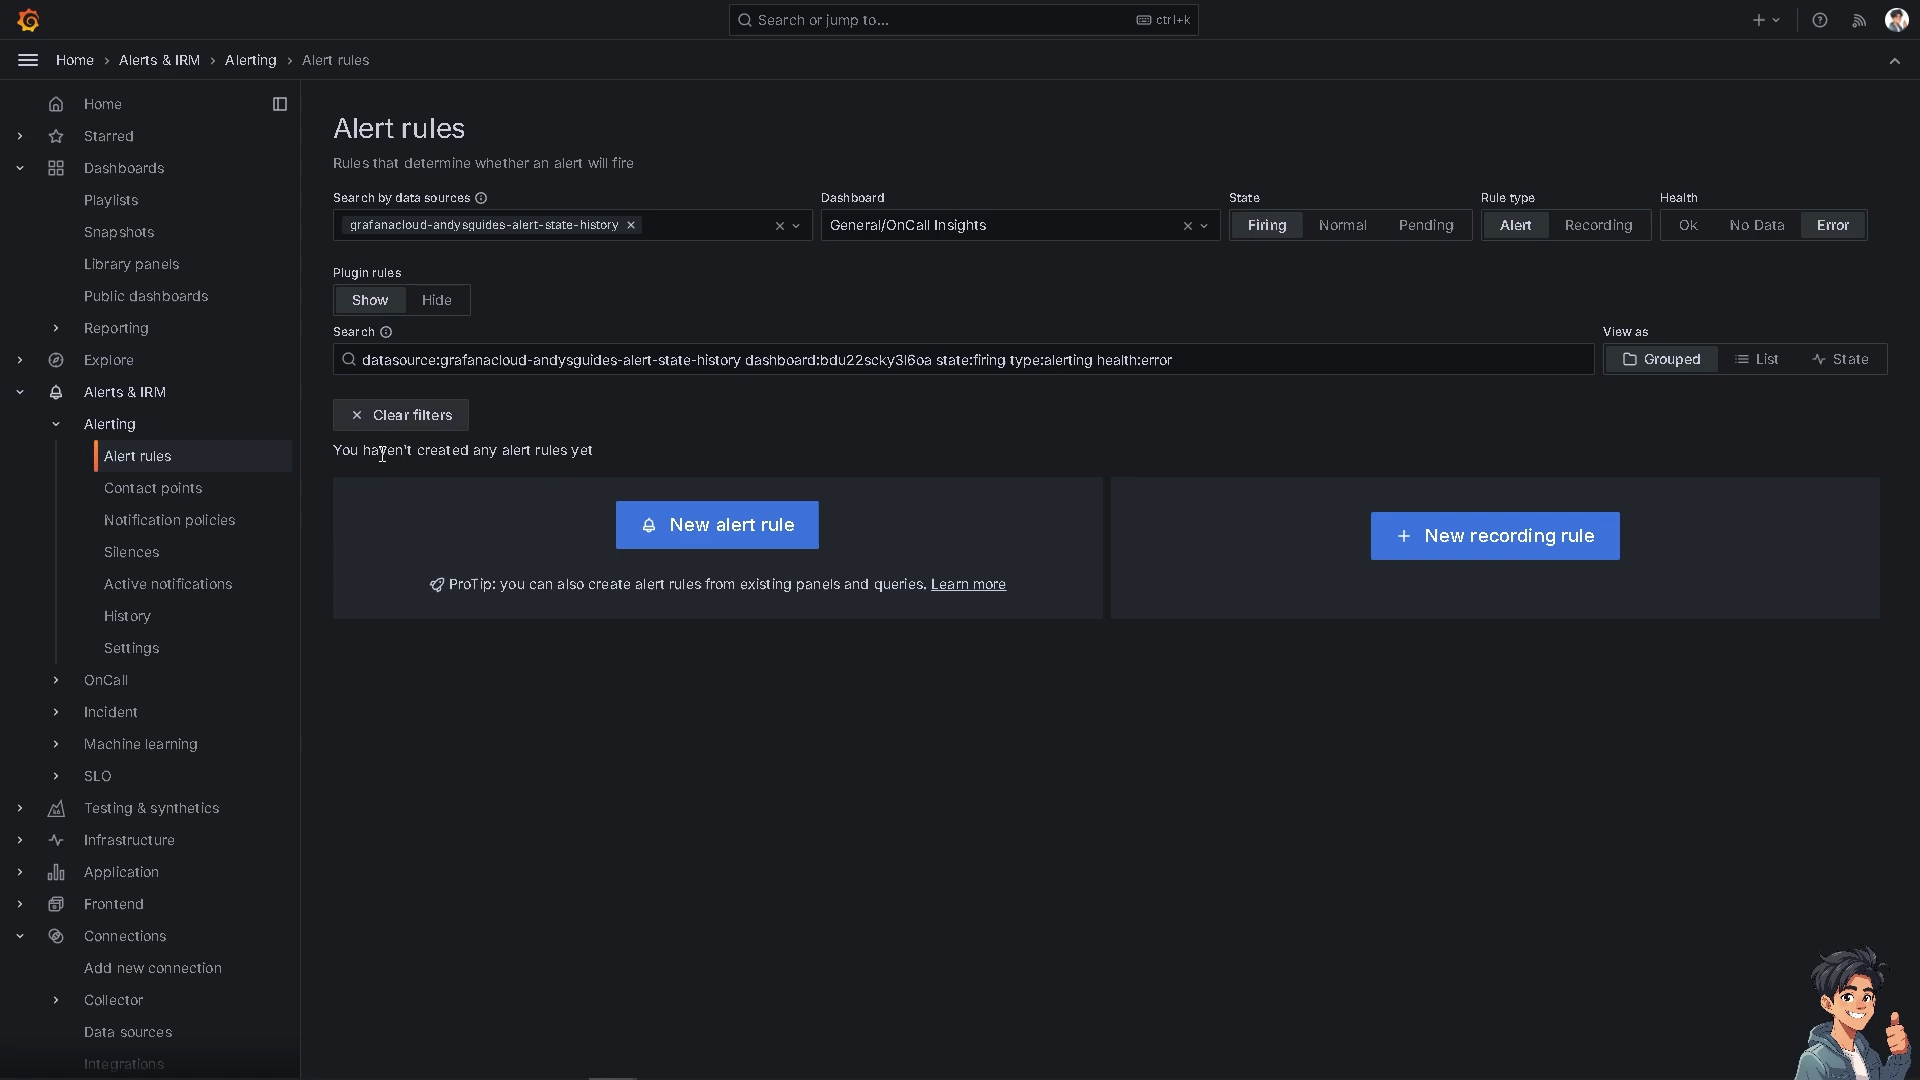 Search or jump to...
ctrl+k
Home › Alerts & IRM › Alerting › Alert rules
Home
Starred
Dashboards
Playlists
Snapshots
Library panels
Public dashboards
Reporting
Explore
Alerts & IRM
Alerting
Alert rules
Contact points
Notification policies
Silences
Active notifications
History
Settings
OnCall
Incident
Machine learning
SLO
Testing & synthetics
Infrastructure
Application
Frontend
Connections
Add new connection
Collector
Data sources
Integrations
Alert rules
Rules that determine whether an alert will fire
Search by data sources
Dashboard
State
Rule type
Health
grafanacloud-andysguides-alert-state-history
General/OnCall Insights
Firing Normal Pending
Alert Recording
Ok No Data Error
Plugin rules
Show Hide
Search
View as
datasource:grafanacloud-andysguides-alert-state-history dashboard:bdu22scky3l6oa state:firing type:alerting health:error
Grouped List State
Clear filters
You haven't created any alert rules yet
New alert rule
ProTip: you can also create alert rules from existing panels and queries. Learn more
New recording rule